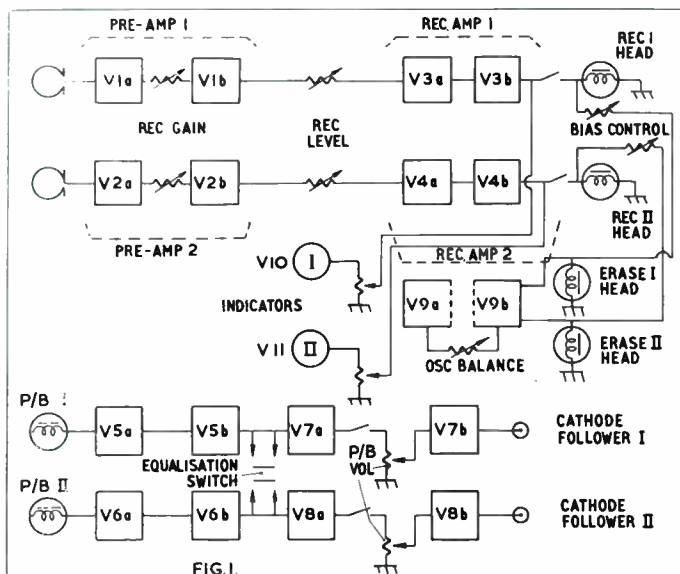 PRE-AMP 1
REC AMP 1
REC I
HEAD
V1a
V1b
V3a
V3b
REC GAIN
REC
LEVEL
BIAS CONTROL
V2a
V2b
V4a
V4b
REC II
HEAD
PRE-AMP 2
REC AMP 2
V10
I
INDICATORS
V9a
V9b
ERASE I
HEAD
V11
II
OSC BALANCE
ERASE II
HEAD
P/B I
V5a
V5b
V7a
V7b
CATHODE
FOLLOWER I
EQUALISATION
SWITCH
P/B
VOL
P/B II
V6a
V6b
V8a
V8b
CATHODE
FOLLOWER II
FIG.1.